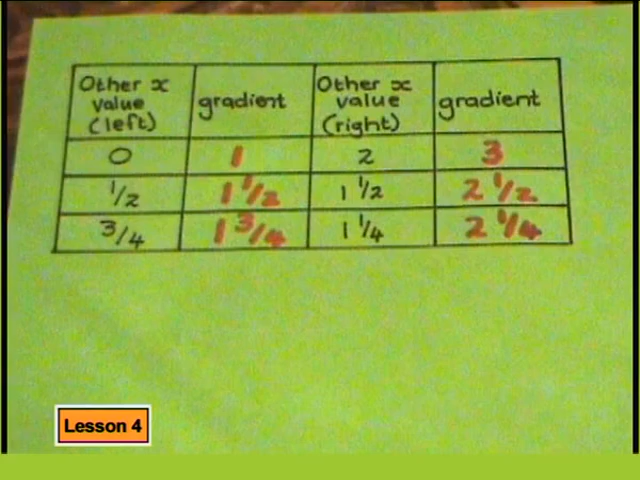 Other x value (left) gradient Other x value (right) gradient
0 1 2 3
1/2 1 1/2 1 1/2 2 1/2
3/4 1 3/4 1 1/4 2 1/4
Lesson 4